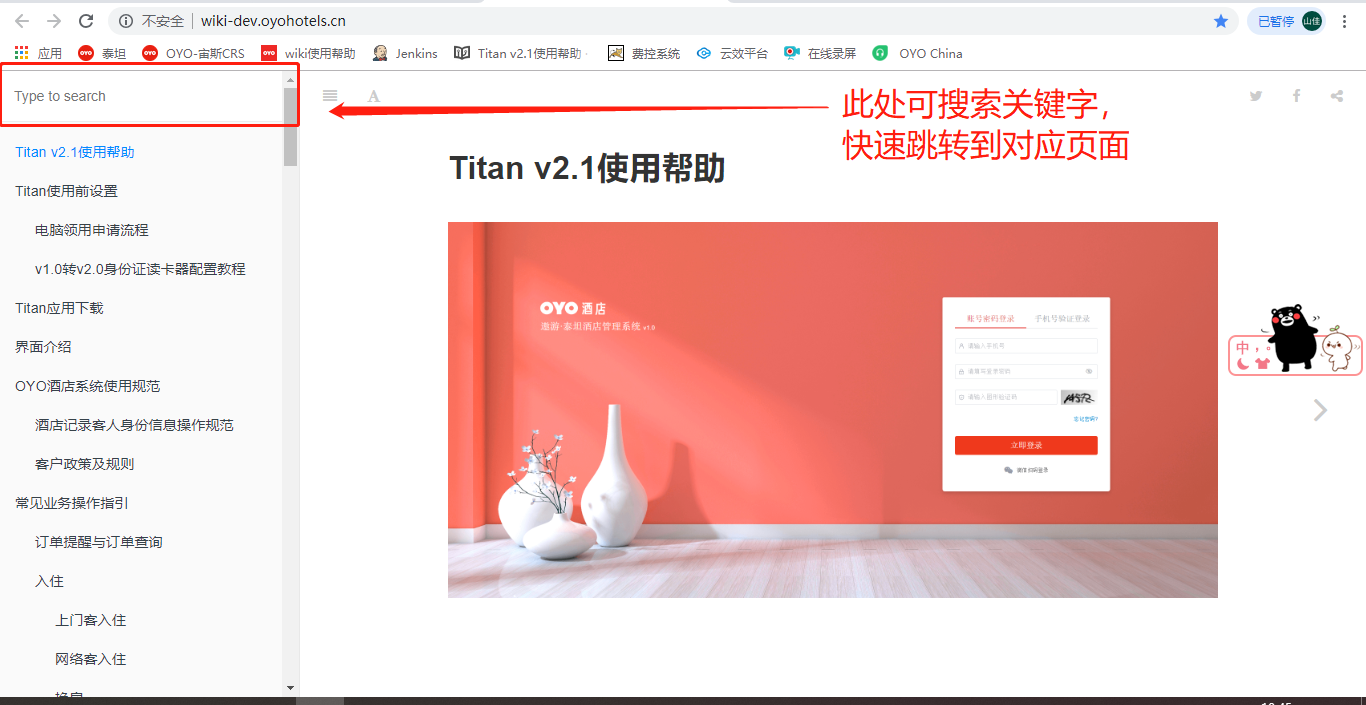 不安全 wiki-dev.oyohotels.cn 已暂停 山佳
应用 OYO 泰坦 OYO OYO-宙斯CRS OYO wiki使用帮助 Jenkins Titan v2.1使用帮助 · 费控系统 云效平台 在线录屏 OYO China
Type to search
A
此处可搜索关键字，
快速跳转到对应页面
Titan v2.1使用帮助
Titan使用前设置
电脑领用申请流程
v1.0转v2.0身份证读卡器配置教程
Titan应用下载
界面介绍
OYO酒店系统使用规范
酒店记录客人身份信息操作规范
客户政策及规则
常见业务操作指引
订单提醒与订单查询
入住
上门客入住
网络客入住
换房
Titan v2.1使用帮助
OYO 酒店
遨游·泰坦酒店管理系统 v1.0
账号密码登录 手机号验证登录
请输入手机号
请填写登录密码
请输入图形验证码
忘记密码?
立即登录
微信扫码登录
中 ，。